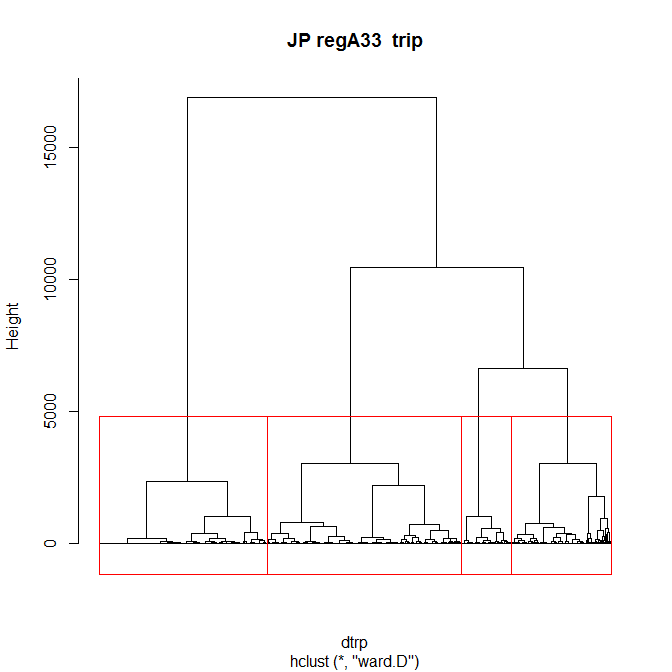 JP regA33  trip
Height
15000
10000
5000
0
dtrp
hclust (*, "ward.D")